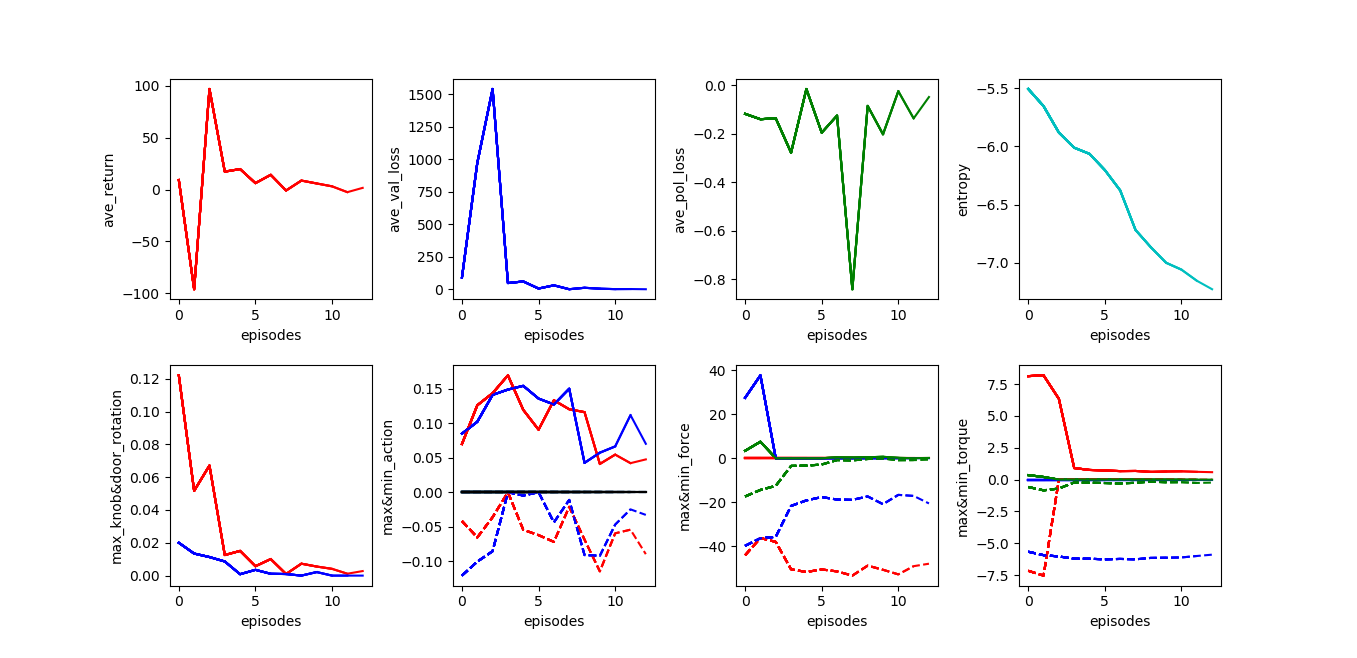 ave_return
100
50
0
−50
−100
0 5 10
episodes
ave_val_loss
1500
1250
1000
750
500
250
0
0 5 10
episodes
ave_pol_loss
0.0
−0.2
−0.4
−0.6
−0.8
0 5 10
episodes
entropy
−5.5
−6.0
−6.5
−7.0
0 5 10
episodes
max_knob&door_rotation
0.12
0.10
0.08
0.06
0.04
0.02
0.00
0 5 10
episodes
max&min_action
0.15
0.10
0.05
0.00
−0.05
−0.10
0 5 10
episodes
max&min_force
40
20
0
−20
−40
0 5 10
episodes
max&min_torque
7.5
5.0
2.5
0.0
−2.5
−5.0
−7.5
0 5 10
episodes